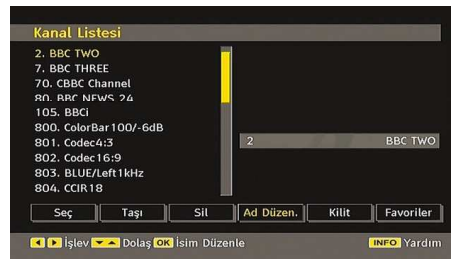 Kanal Listesi
2. BBC TWO
7. BBC THREE
70. CBBC Channel
80. BBC NEWS 24
105. BBCi
800. ColorBar100/-6dB
801. Codec4:3
802. Codec16:9
803. BLUE/Left1kHz
804. CCIR18
2 BBC TWO
Seç Taşı Sil Ad Düzen. Kilit Favoriler
İşlev Dolaş OK İsim Düzenle INFO Yardım